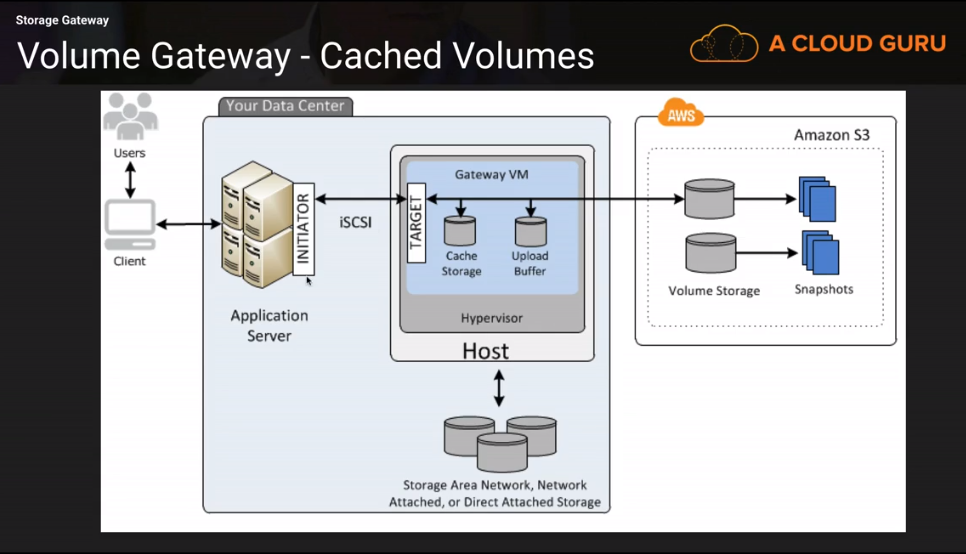 Storage Gateway
Volume Gateway - Cached Volumes
A CLOUD GURU
Your Data Center
AWS
Amazon S3
Users
Client
INITIATOR
iSCSI
TARGET
Gateway VM
Cache
Storage
Upload
Buffer
Hypervisor
Host
Application
Server
Volume Storage
Snapshots
Storage Area Network, Network
Attached, or Direct Attached Storage